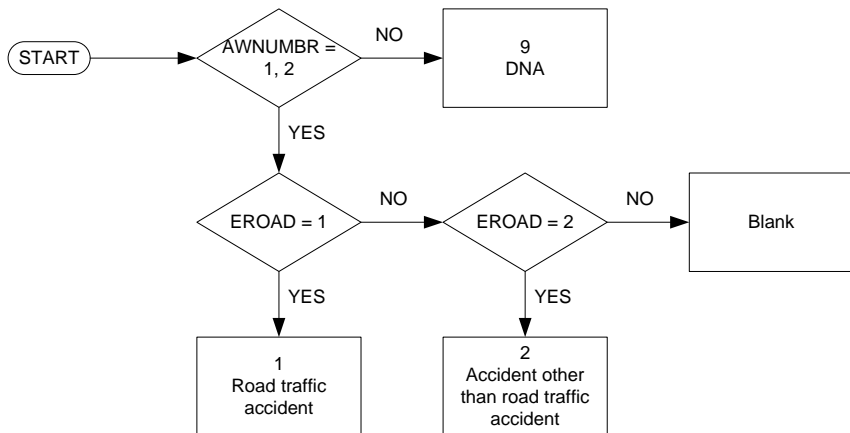 START
AWNUMBR =
1, 2
NO
9
DNA
YES
EROAD = 1
NO
EROAD = 2
NO
Blank
YES
YES
1
Road traffic
accident
2
Accident other
than road traffic
accident